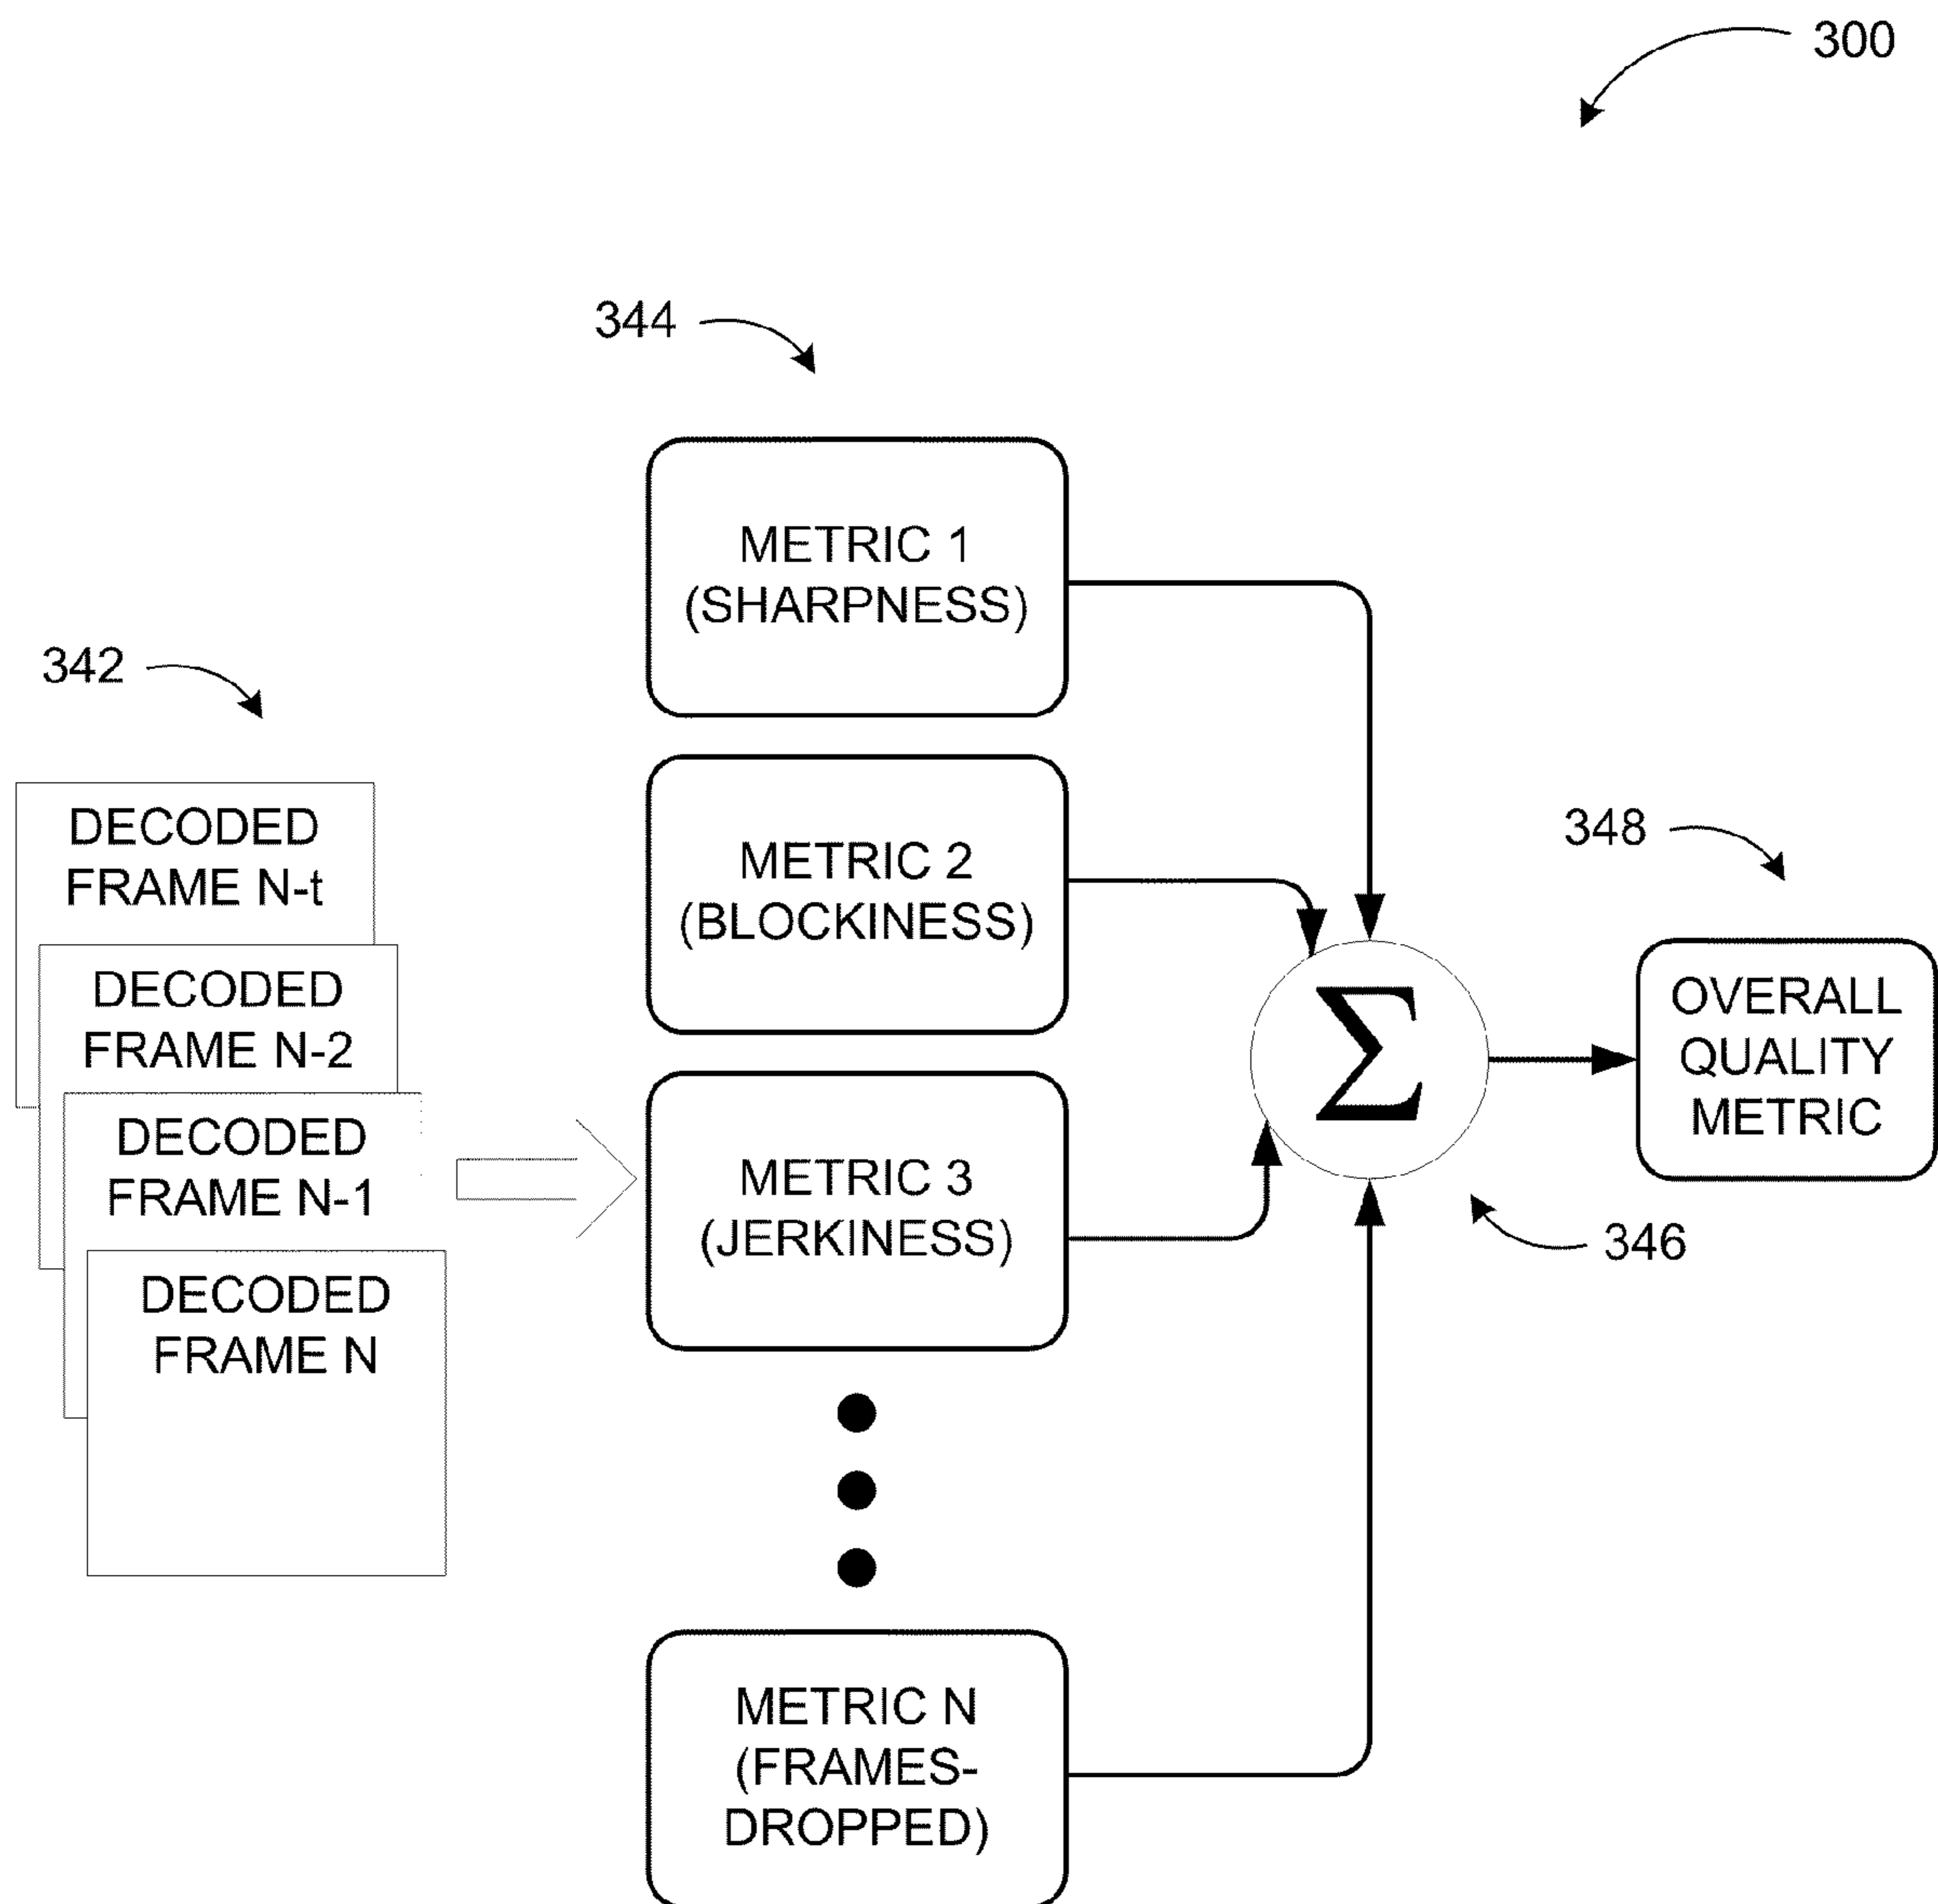 300
344
METRIC 1
(SHARPNESS)
342
DECODED
FRAME N-t
DECODED
FRAME N-2
DECODED
FRAME N-1
DECODED
FRAME N
METRIC 2
(BLOCKINESS)
METRIC 3
(JERKINESS)
METRIC N
(FRAMES-
DROPPED)
Σ
346
348
OVERALL
QUALITY
METRIC